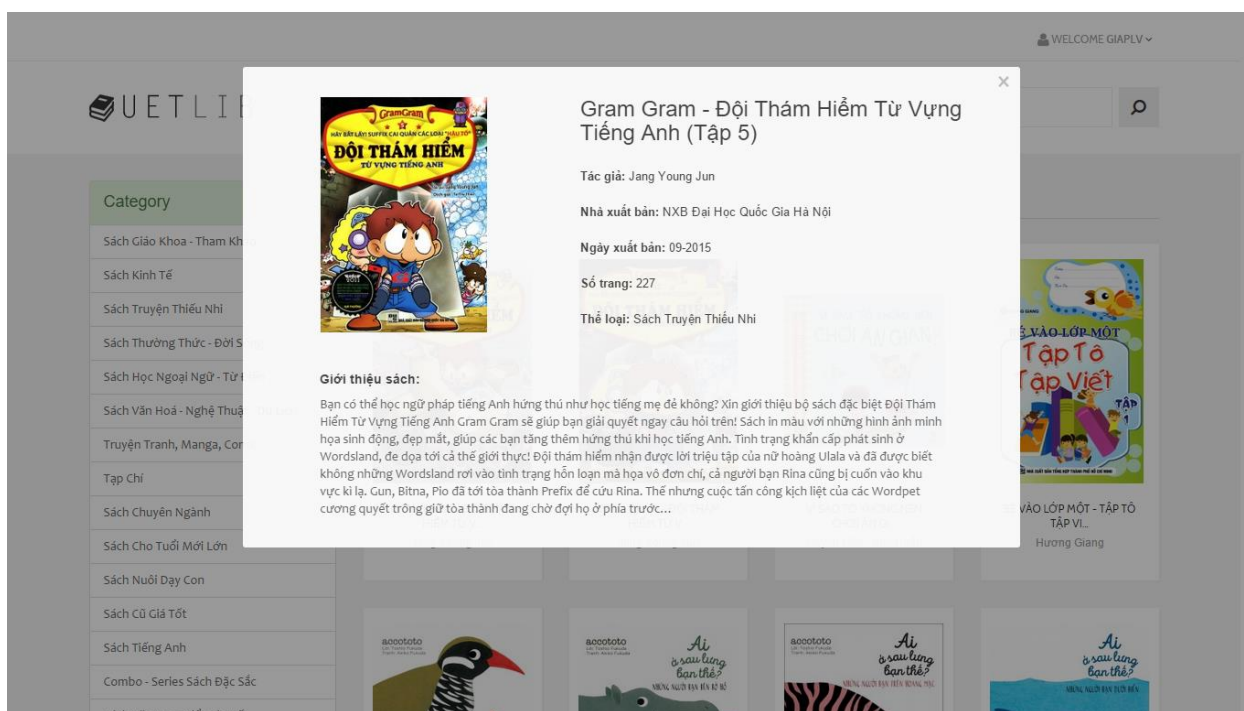 WELCOME GIAPLV
UETLI
Gram Gram - Đội Thám Hiểm Từ Vựng
Tiếng Anh (Tập 5)
Tác giả: Jang Young Jun
Nhà xuất bản: NXB Đại Học Quốc Gia Hà Nội
Ngày xuất bản: 09-2015
Số trang: 227
Thể loại: Sách Truyện Thiếu Nhi
GramGram
ĐỘI THÁM HIỂM
TỪ VỰNG TIẾNG ANH
Giới thiệu sách:
Bạn có thể học ngữ pháp tiếng Anh hứng thú như học tiếng mẹ đẻ không? Xin giới thiệu bộ sách đặc biệt Đội Thám
Hiểm Từ Vựng Tiếng Anh Gram Gram sẽ giúp bạn giải quyết ngay câu hỏi trên! Sách in màu với những hình ảnh minh
họa sinh động, đẹp mắt, giúp các bạn tăng thêm hứng thú khi học tiếng Anh. Tình trạng khẩn cấp phát sinh ở
Wordsland, đe dọa tới cả thế giới thực! Đội thám hiểm nhận được lời triệu tập của nữ hoàng Ulala và đã được biết
không những Wordsland rơi vào tình trạng hỗn loạn mà họa vô đơn chí, cả người bạn Rina cũng bị cuốn vào khu
vực kì lạ. Gun, Bitna, Pio đã tới tòa thành Prefix để cứu Rina. Thế nhưng cuộc tấn công kịch liệt của các Wordpet
cương quyết trông giữ tòa thành đang chờ đợi họ ở phía trước...
Category
Sách Giáo Khoa - Tham Kh
Sách Kinh Tế
Sách Truyện Thiếu Nhi
Sách Thường Thức - Đời S
Sách Học Ngoại Ngữ - Từ
Sách Văn Hoá - Nghệ Thuậ
Truyện Tranh, Manga, Co
Tạp Chí
Sách Chuyên Ngành
Sách Cho Tuổi Mới Lớn
Sách Nuôi Dạy Con
Sách Cũ Giá Tốt
Sách Tiếng Anh
Combo - Series Sách Đặc Sắc
VÀO LỚP MỘT
Tập Tô
Tập Viết
TẬP
1
VÀO LỚP MỘT - TẬP TÔ
TẬP VI...
Hương Giang
accototo
accototo
Ai
ở sau lưng
bạn thế?
accototo
Ai
ở sau lưng
bạn thế?
Ai
ở sau lưng
bạn thế?